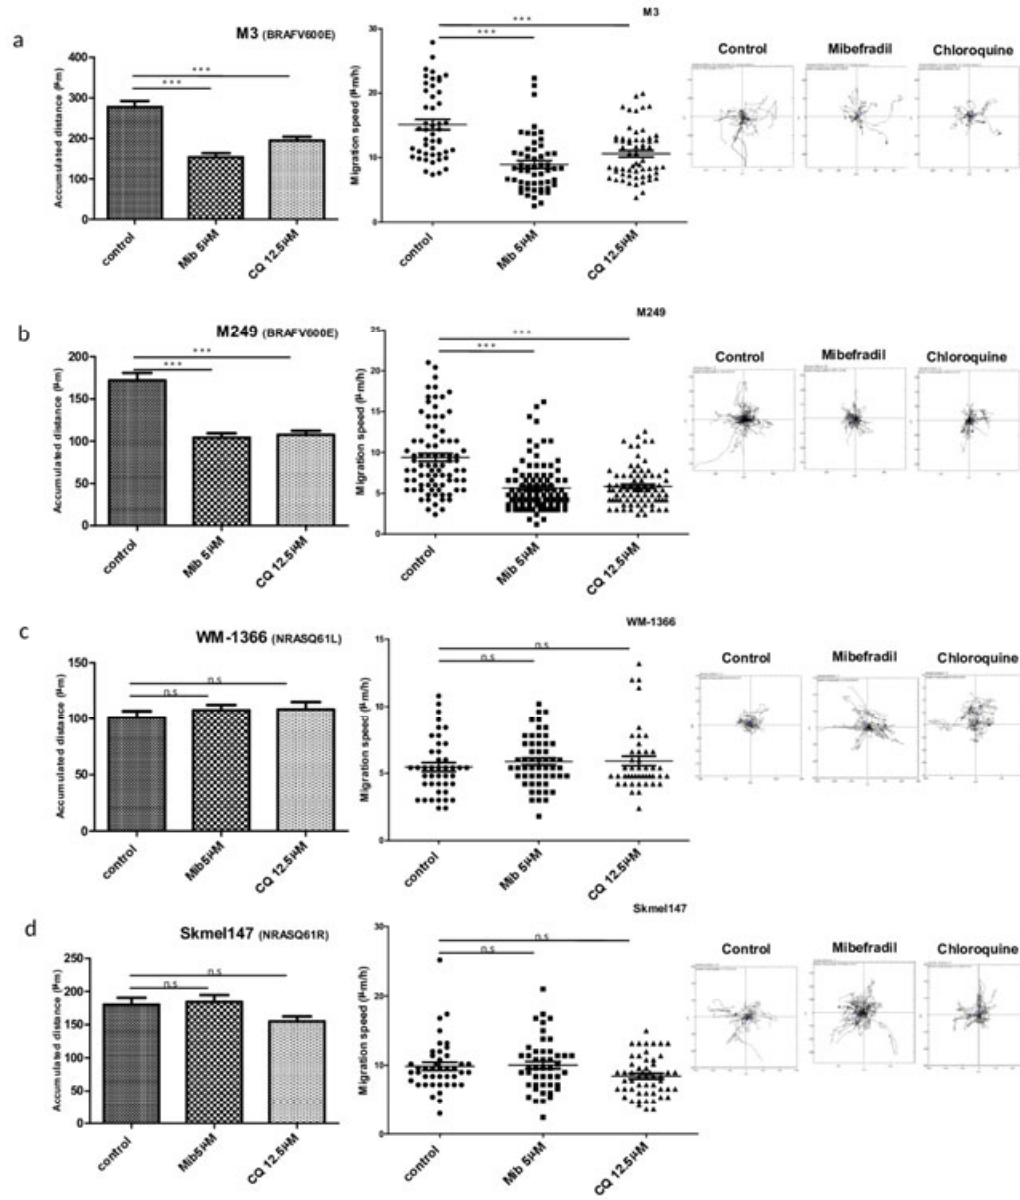 a
M3 (BRAFV600E)
Accumulated distance (µm)
400
300
200
100
0
***
***
control
Mib 5µM
CQ 12.5µM
M3
Migration speed (µm/h)
30
20
10
0
***
***
control
Mib 5µM
CQ 12.5µM
Control
Mibefradil
Chloroquine
b
M249 (BRAFV600E)
Accumulated distance (µm)
200
150
100
50
0
***
***
control
Mib 5µM
CQ 12.5µM
M249
Migration speed (µm/h)
25
20
15
10
5
0
***
***
control
Mib 5µM
CQ 12.5µM
Control
Mibefradil
Chloroquine
c
WM-1366 (NRASQ61L)
Accumulated distance (µm)
150
100
50
0
n.s
n.s
control
Mib5µM
CQ 12.5µM
WM-1366
Migration speed (µm/h)
15
10
5
0
n.s
n.s
control
Mib 5µM
CQ 12.5µM
Control
Mibefradil
Chloroquine
d
Skmel147 (NRASQ61R)
Accumulated distance (µm)
250
200
150
100
50
0
n.s
n.s
control
Mib5µM
CQ 12.5µM
Skmel147
Migration speed (µm/h)
30
20
10
0
n.s
n.s
control
Mib 5µM
CQ 12.5µM
Control
Mibefradil
Chloroquine